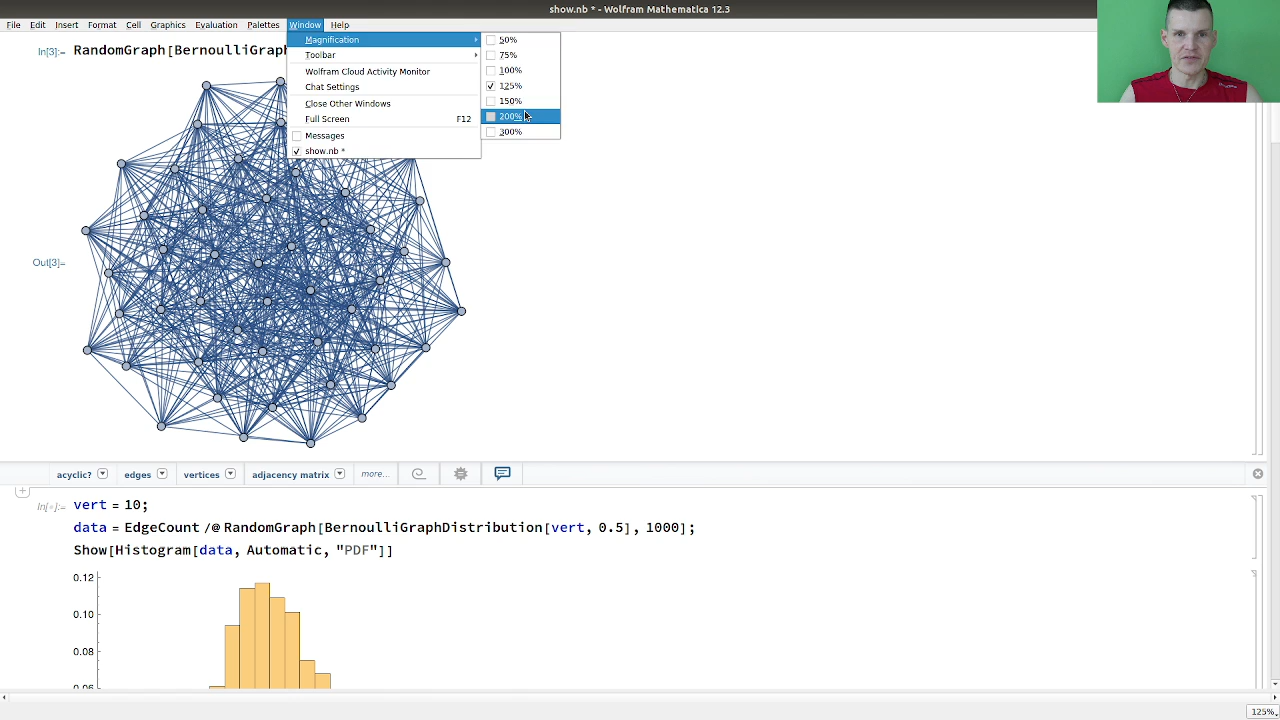 show.nb * - Wolfram Mathematica 12.3
File Edit Insert Format Cell Graphics Evaluation Palettes Window Help
In[3]:= RandomGraph[BernoulliGraph
Magnification
Toolbar
Wolfram Cloud Activity Monitor
Chat Settings
Close Other Windows
Full Screen F12
Messages
show.nb *
50%
75%
100%
125%
150%
200%
300%
Out[3]=
acyclic? edges vertices adjacency matrix more...
In[•]:= vert = 10;
data = EdgeCount /@ RandomGraph[BernoulliGraphDistribution[vert, 0.5], 1000];
Show[Histogram[data, Automatic, "PDF"]]
0.12
0.10
0.08
0.06
125%